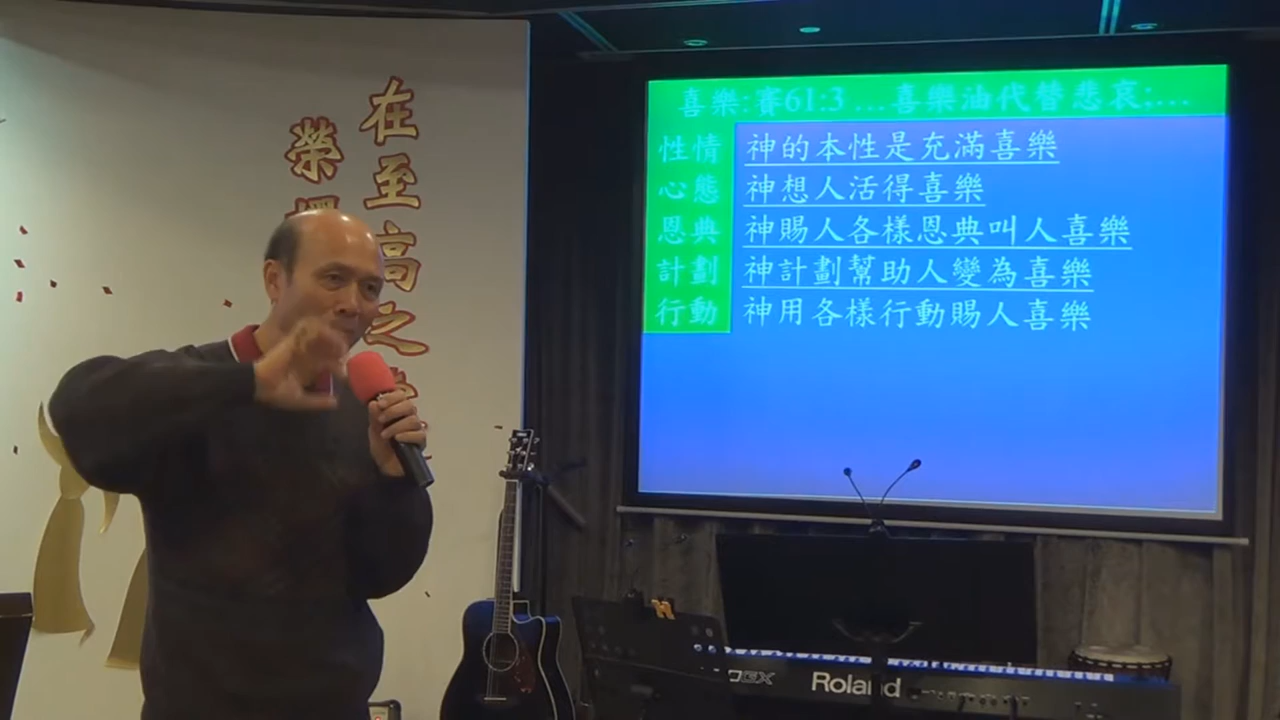 在至高之
榮
喜樂:賽61:3 …喜樂油代替悲哀;…
性情 神的本性是充滿喜樂
心態 神想人活得喜樂
恩典 神賜人各樣恩典叫人喜樂
計劃 神計劃幫助人變為喜樂
行動 神用各樣行動賜人喜樂
Roland